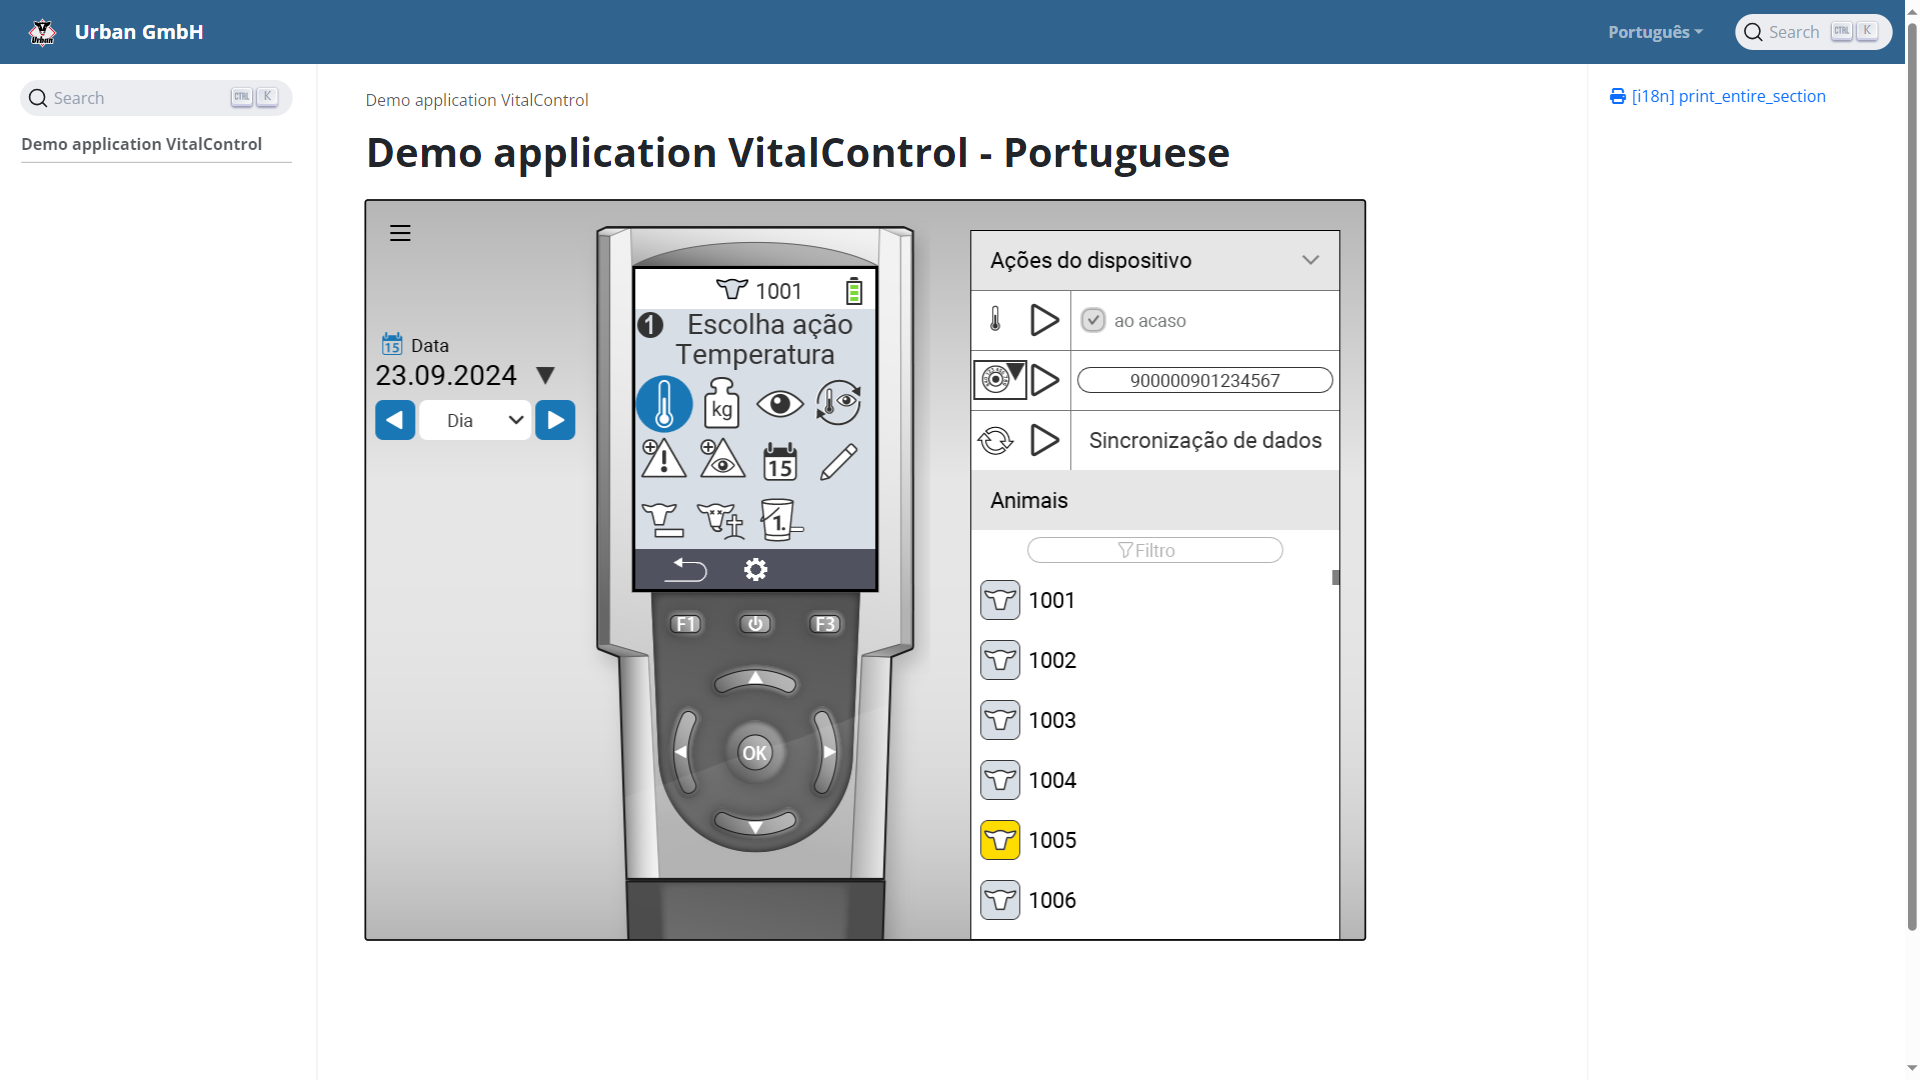 Urban GmbH
Português
Search CTRL K
Search CTRL K
Demo application VitalControl
Demo application VitalControl
Demo application VitalControl - Portuguese
[i18n] print_entire_section
15 Data
23.09.2024
Dia
1001
1 Escolha ação
Temperatura
kg
15
1.
F1
F3
OK
Ações do dispositivo
ao acaso
900000901234567
Sincronização de dados
Animais
Filtro
1001
1002
1003
1004
1005
1006